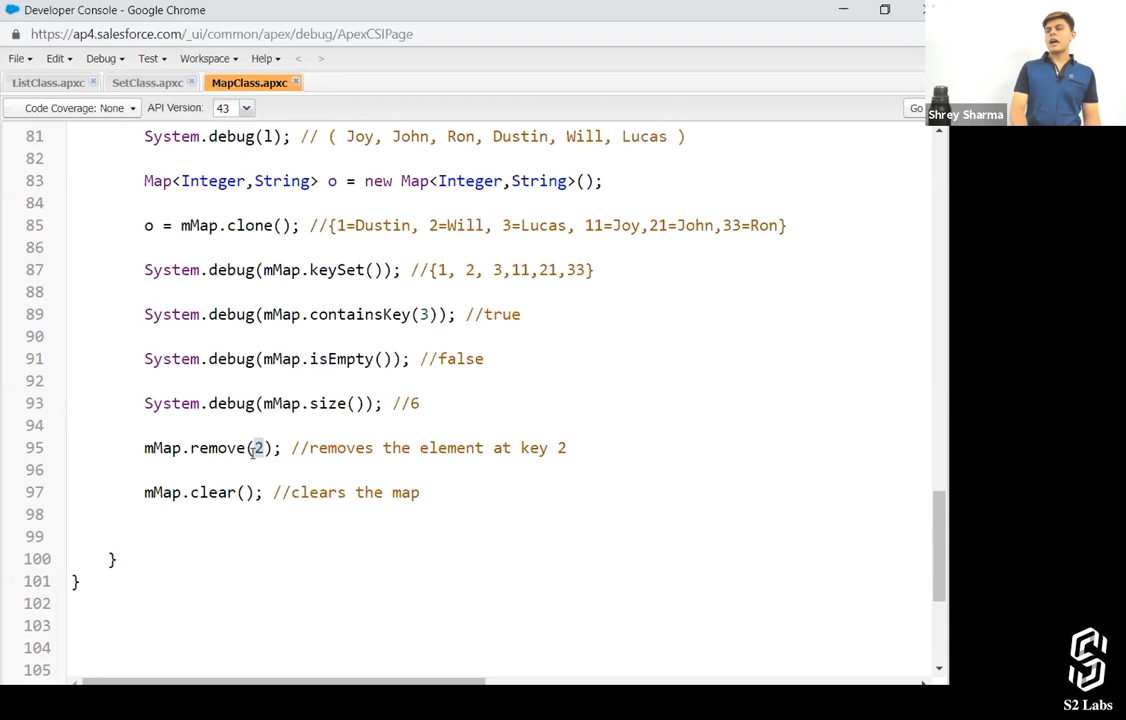 Developer Console - Google Chrome
https://ap4.salesforce.com/_ui/common/apex/debug/ApexCSIPage
File Edit Debug Test Workspace Help < >
ListClass.apxc SetClass.apxc MapClass.apxc
Code Coverage: None API Version: 43 Go
Shrey Sharma
81 System.debug(l); // ( Joy, John, Ron, Dustin, Will, Lucas )
82
83 Map<Integer,String> o = new Map<Integer,String>();
84
85 o = mMap.clone(); //{1=Dustin, 2=Will, 3=Lucas, 11=Joy,21=John,33=Ron}
86
87 System.debug(mMap.keySet()); //{1, 2, 3,11,21,33}
88
89 System.debug(mMap.containsKey(3)); //true
90
91 System.debug(mMap.isEmpty()); //false
92
93 System.debug(mMap.size()); //6
94
95 mMap.remove(2); //removes the element at key 2
96
97 mMap.clear(); //clears the map
98
99
100 }
101 }
102
103
104
105
S2 Labs